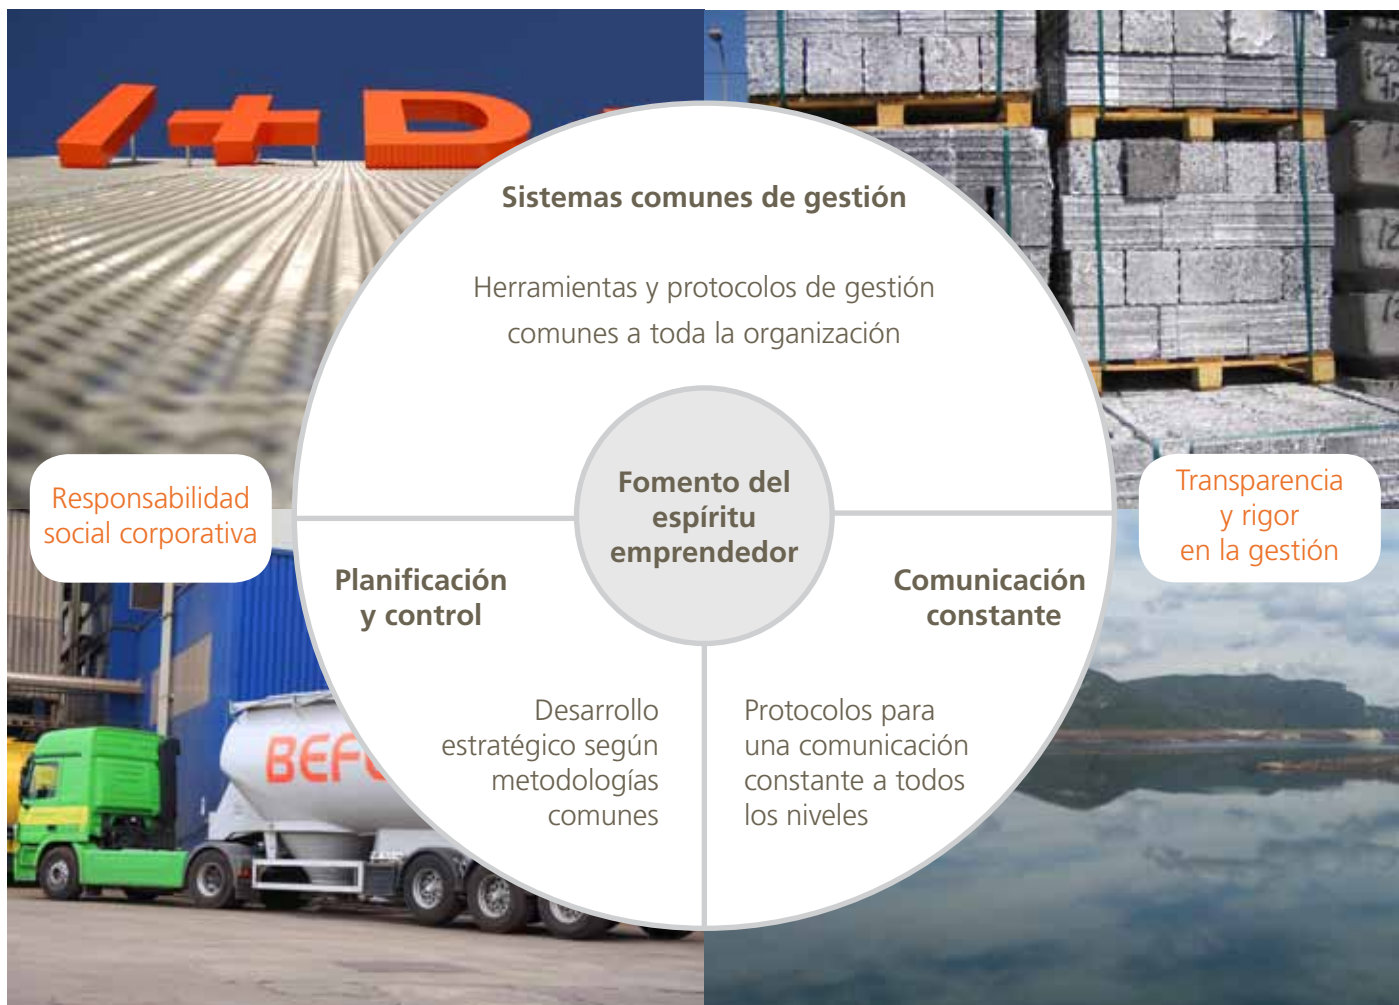 I+D
Sistemas comunes de gestión
Herramientas y protocolos de gestión
comunes a toda la organización
Responsabilidad
social corporativa
Fomento del
espíritu
emprendedor
Transparencia
y rigor
en la gestión
Planificación
y control
Comunicación
constante
Desarrollo
estratégico según
metodologías
comunes
Protocolos para
una comunicación
constante a todos
los niveles